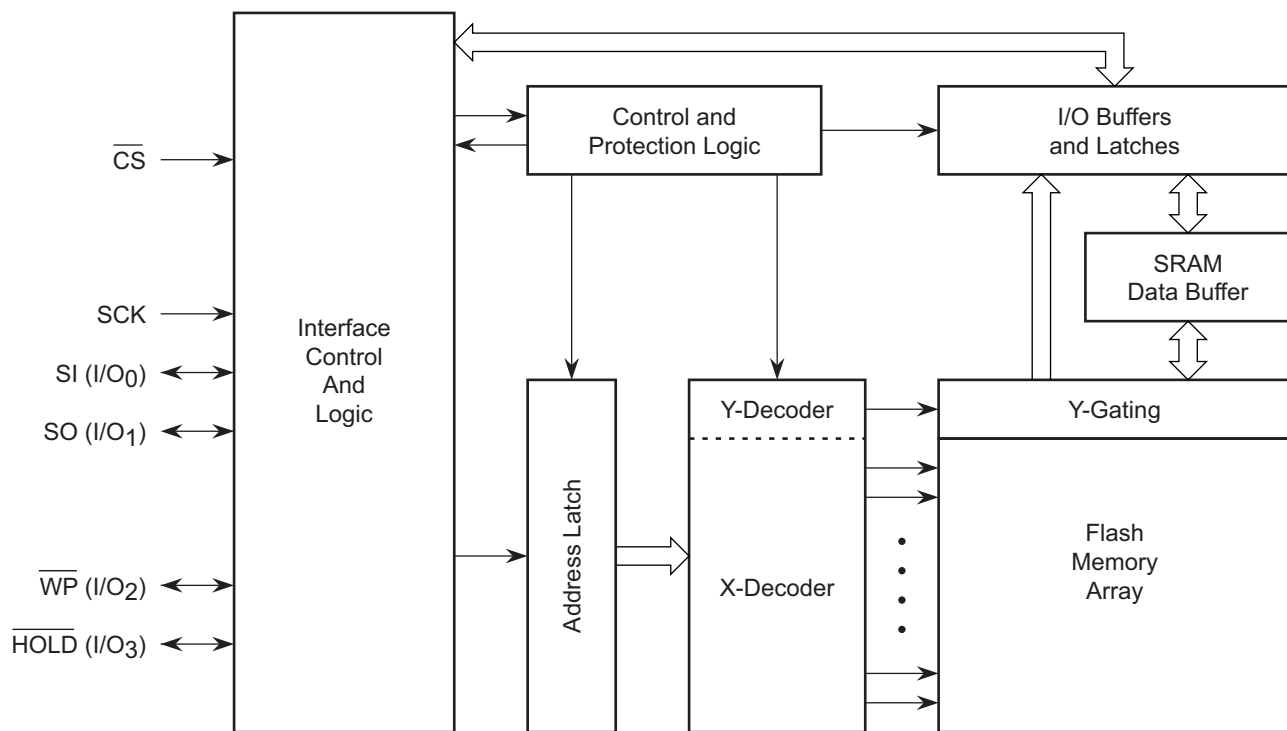 CS
SCK
SI (I/O0)
SO (I/O1)
WP (I/O2)
HOLD (I/O3)
Interface
Control
And
Logic
Control and
Protection Logic
I/O Buffers
and Latches
SRAM
Data Buffer
Address Latch
Y-Decoder
X-Decoder
Y-Gating
Flash
Memory
Array